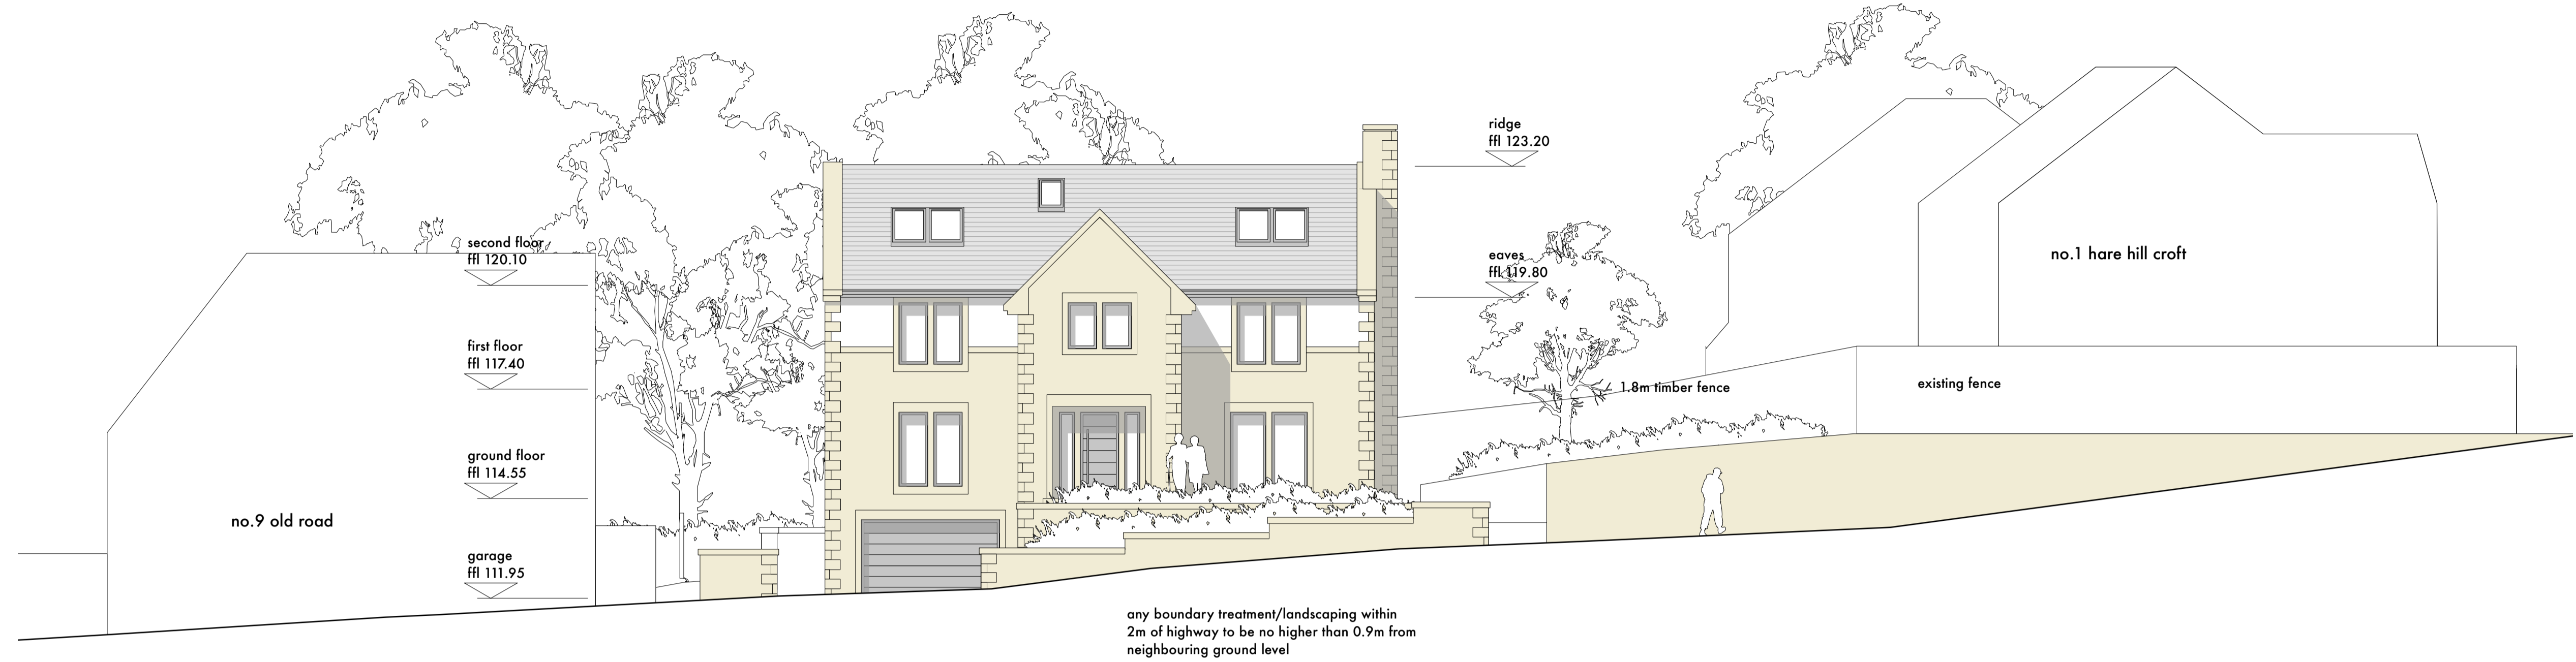 ridge
ffl 123.20
second floor
ffl 120.10
eaves
ffl 119.80
no.1 hare hill croft
first floor
ffl 117.40
1.8m timber fence
existing fence
ground floor
ffl 114.55
no.9 old road
garage
ffl 111.95
any boundary treatment/landscaping within
2m of highway to be no higher than 0.9m from
neighbouring ground level